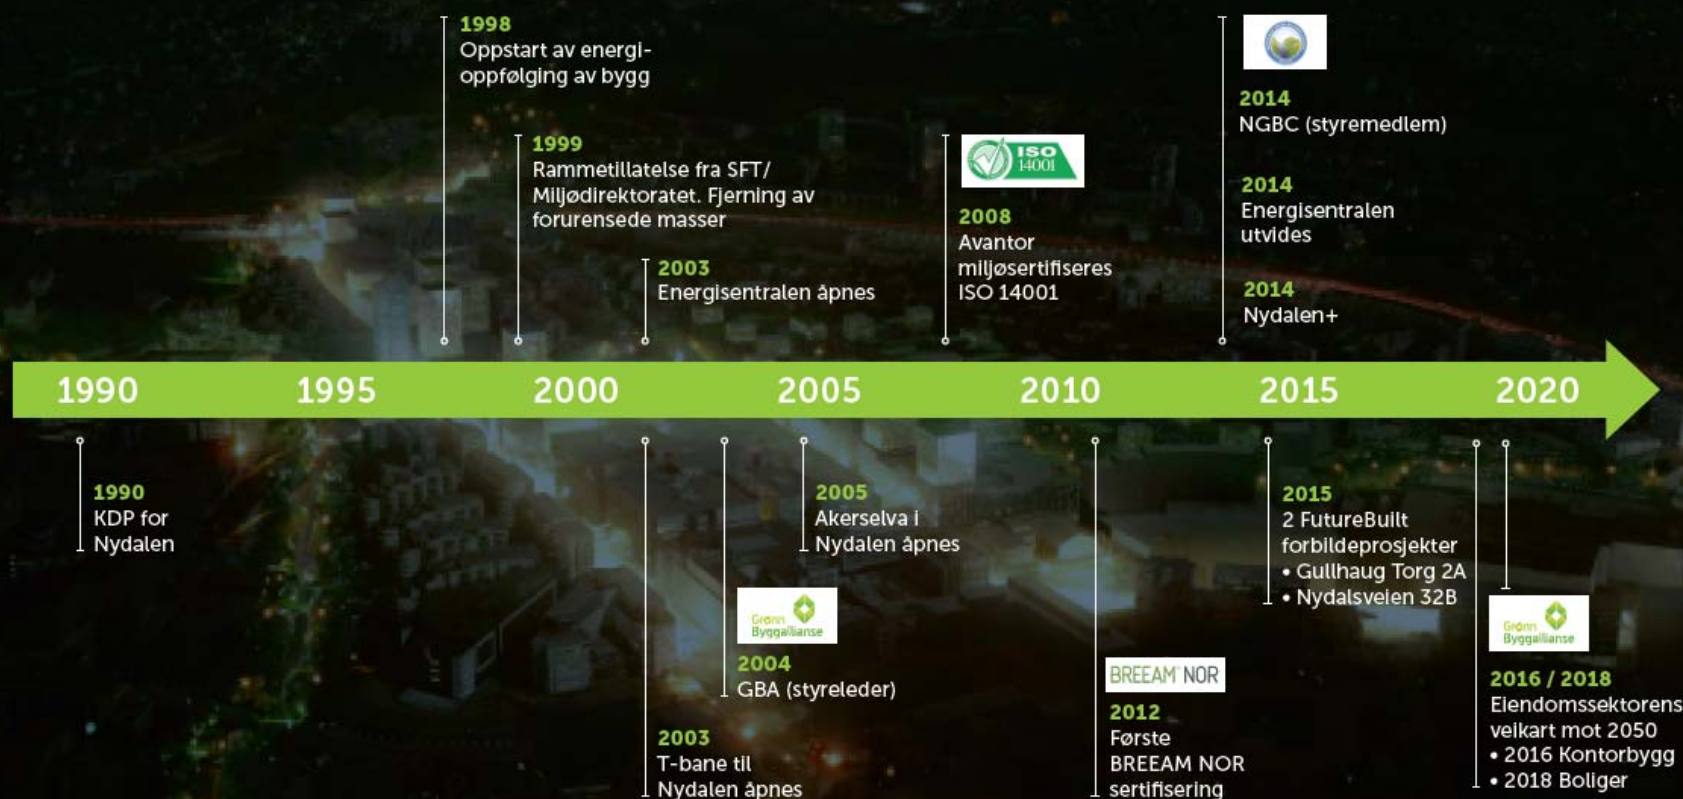 1998
Oppstart av energi-
oppfølging av bygg
1999
Rammetillatelse fra SFT/
Miljødirektoratet. Fjerning av
forurensede masser
2003
Energisentralen åpnes
ISO
14001
2008
Avantor
miljøsertifiseres
ISO 14001
2014
NGBC (styremedlem)
2014
Energisentralen
utvides
2014
Nydalen+
1990 1995 2000 2005 2010 2015 2020
1990
KDP for
Nydalen
2003
T-bane til
Nydalen åpnes
Grønn
Byggallianse
2004
GBA (styreleder)
2005
Akerselva i
Nydalen åpnes
BREEAM® NOR
2012
Første
BREEAM NOR
sertifisering
2015
2 FutureBuilt
forbildeprosjekter
• Gullhaug Torg 2A
• Nydalsveien 32B
Grønn
Byggallianse
2016 / 2018
Eiendomssektorens
veikart mot 2050
• 2016 Kontorbygg
• 2018 Boliger